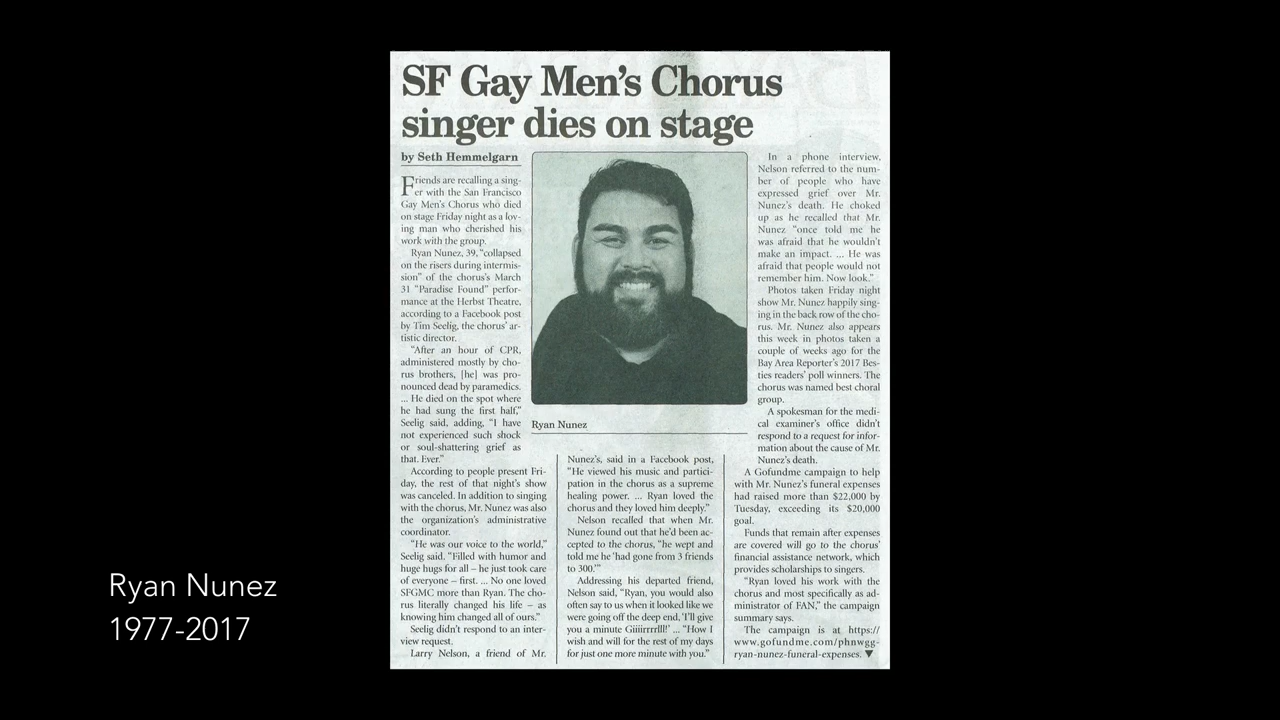 SF Gay Men's Chorus
singer dies on stage
by Seth Hemmelgarn
Friends are recalling a sing-
er with the San Francisco
Gay Men's Chorus who died
on stage Friday night as a lov-
ing man who cherished his
work with the group.
Ryan Nunez, 39, "collapsed
on the risers during intermis-
sion" of the chorus's March
31 "Paradise Found" perfor-
mance at the Herbst Theatre,
according to a Facebook post
by Tim Seelig, the chorus' ar-
tistic director.
"After an hour of CPR,
administered mostly by cho-
rus brothers, [he] was pro-
nounced dead by paramedics.
... He died on the spot where
he had sung the first half,"
Seelig said, adding, "I have
not experienced such shock
or soul-shattering grief as
that. Ever."
According to people present Fri-
day, the rest of that night's show
was canceled. In addition to singing
with the chorus, Mr. Nunez was also
the organization's administrative
coordinator.
"He was our voice to the world,"
Seelig said. "Filled with humor and
huge hugs for all – he just took care
of everyone – first. ... No one loved
SFGMC more than Ryan. The cho-
rus literally changed his life – as
knowing him changed all of ours."
Seelig didn't respond to an inter-
view request.
Larry Nelson, a friend of Mr.
Ryan Nunez
Nunez's, said in a Facebook post,
"He viewed his music and partici-
pation in the chorus as a supreme
healing power. ... Ryan loved the
chorus and they loved him deeply."
Nelson recalled that when Mr.
Nunez found out that he'd been ac-
cepted to the chorus, "he wept and
told me he 'had gone from 3 friends
to 300.'"
Addressing his departed friend,
Nelson said, "Ryan, you would also
often say to us when it looked like we
were going off the deep end, 'I'll give
you a minute Giiiirrrrlll!' ... "How I
wish and will for the rest of my days
for just one more minute with you."
In a phone interview,
Nelson referred to the num-
ber of people who have
expressed grief over Mr.
Nunez's death. He choked
up as he recalled that Mr.
Nunez "once told me he
was afraid that he wouldn't
make an impact. ... He was
afraid that people would not
remember him. Now look."
Photos taken Friday night
show Mr. Nunez happily sing-
ing in the back row of the cho-
rus. Mr. Nunez also appears
this week in photos taken a
couple of weeks ago for the
Bay Area Reporter's 2017 Bes-
ties readers' poll winners. The
chorus was named best choral
group.
A spokesman for the medi-
cal examiner's office didn't
respond to a request for infor-
mation about the cause of Mr.
Nunez's death.
A Gofundme campaign to help
with Mr. Nunez's funeral expenses
had raised more than $22,000 by
Tuesday, exceeding its $20,000
goal.
Funds that remain after expenses
are covered will go to the chorus'
financial assistance network, which
provides scholarships to singers.
"Ryan loved his work with the
chorus and most specifically as ad-
ministrator of FAN," the campaign
summary says.
The campaign is at https://
www.gofundme.com/phnwgg-
ryan-nunez-funeral-expenses.
Ryan Nunez
1977-2017